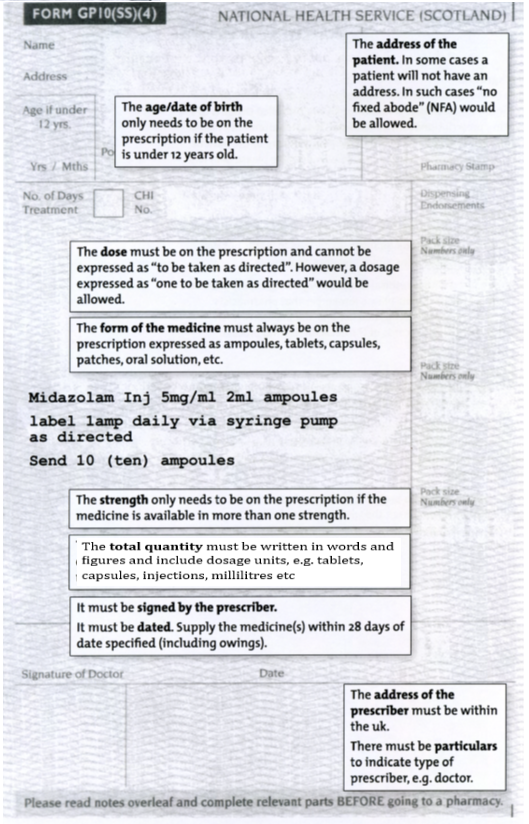 FORM GP10(SS)(4)
NATIONAL HEALTH SERVICE (SCOTLAND)
Name
Address
The address of the
patient. In some cases a
patient will not have an
address. In such cases “no
fixed abode” (NFA) would
be allowed.
Age if under
12 yrs.
The age/date of birth
only needs to be on the
prescription if the patient
is under 12 years old.
Po
Yrs / Mths
Pharmacy Stamp
No. of Days
Treatment
CHI
No.
Dispensing
Endorsements
Pack size
Numbers only
The dose must be on the prescription and cannot be
expressed as “to be taken as directed”. However, a dosage
expressed as “one to be taken as directed” would be
allowed.
The form of the medicine must always be on the
prescription expressed as ampoules, tablets, capsules,
patches, oral solution, etc.
Pack size
Numbers only
Midazolam Inj 5mg/ml 2ml ampoules
label 1amp daily via syringe pump
as directed
Send 10 (ten) ampoules
Pack size
Numbers only
The strength only needs to be on the prescription if the
medicine is available in more than one strength.
The total quantity must be written in words and
figures and include dosage units, e.g. tablets,
capsules, injections, millilitres etc
It must be signed by the prescriber.
It must be dated. Supply the medicine(s) within 28 days of
date specified (including owings).
Signature of Doctor
Date
The address of the
prescriber must be within
the uk.
There must be particulars
to indicate type of
prescriber, e.g. doctor.
Please read notes overleaf and complete relevant parts BEFORE going to a pharmacy.